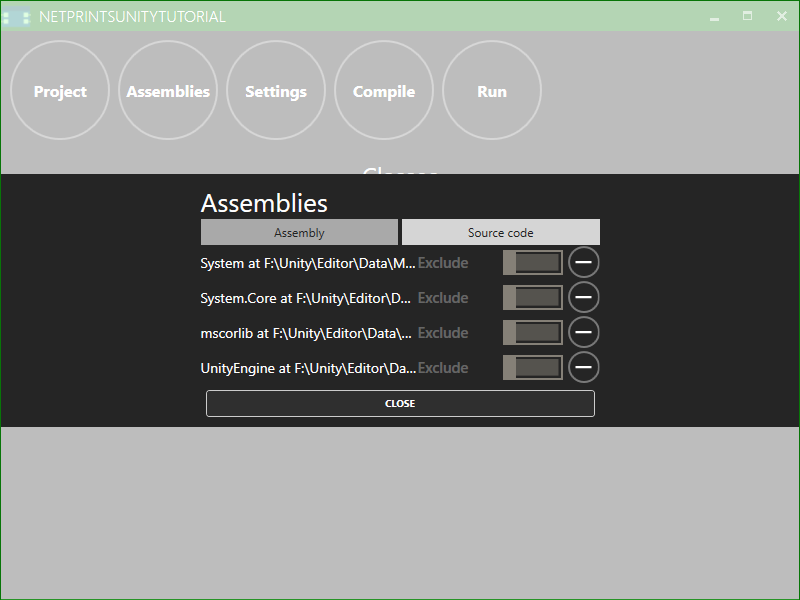 NETPRINTSUNITYTUTORIAL
Project Assemblies Settings Compile Run
Classes
Assemblies
Assembly Source code
System at F:\Unity\Editor\Data\M... Exclude
System.Core at F:\Unity\Editor\D... Exclude
mscorlib at F:\Unity\Editor\Data\... Exclude
UnityEngine at F:\Unity\Editor\Da... Exclude
CLOSE